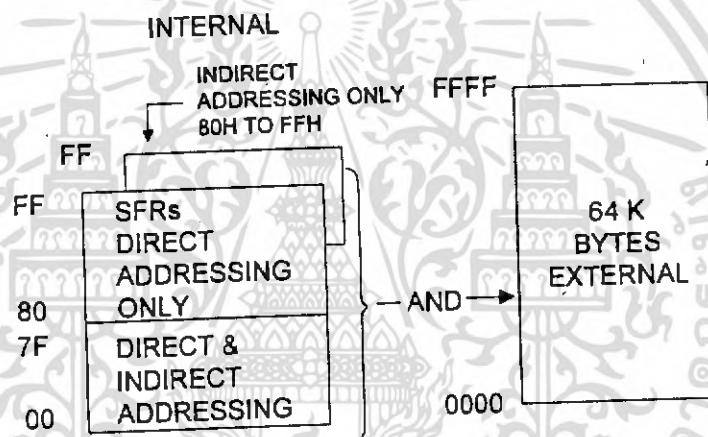 INTERNAL
INDIRECT
ADDRESSING ONLY
80H TO FFH
FF
FF
SFRs
DIRECT
ADDRESSING
ONLY
80
7F
DIRECT &
INDIRECT
ADDRESSING
00
AND
FFFF
64 K
BYTES
EXTERNAL
0000